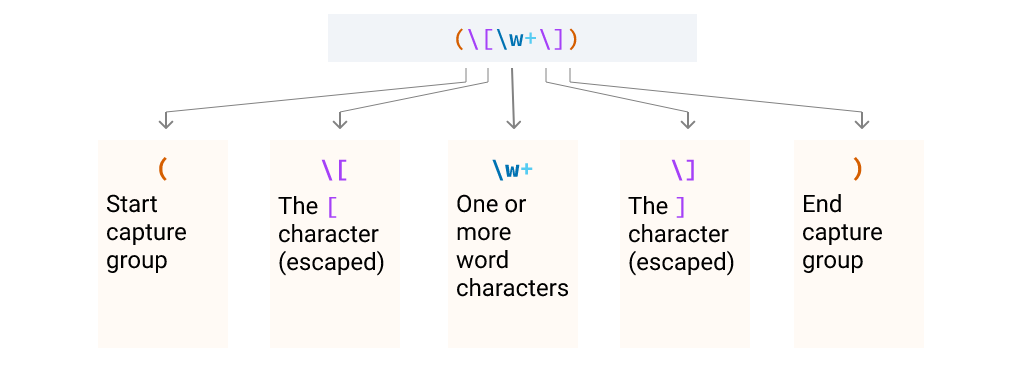 (\[\w+\])
(
Start
capture
group
\[
The [
character
(escaped)
\w+
One or
more
word
characters
\]
The ]
character
(escaped)
)
End
capture
group